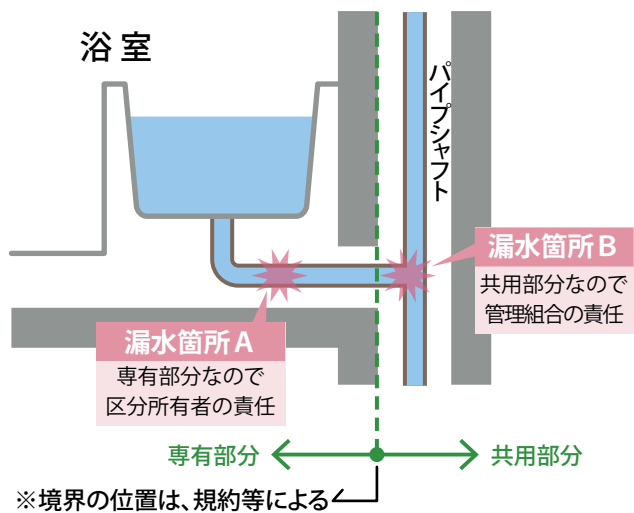 浴室
パイプシャフト
漏水箇所B
共用部分なので
管理組合の責任
漏水箇所A
専有部分なので
区分所有者の責任
専有部分
共用部分
※境界の位置は、規約等による